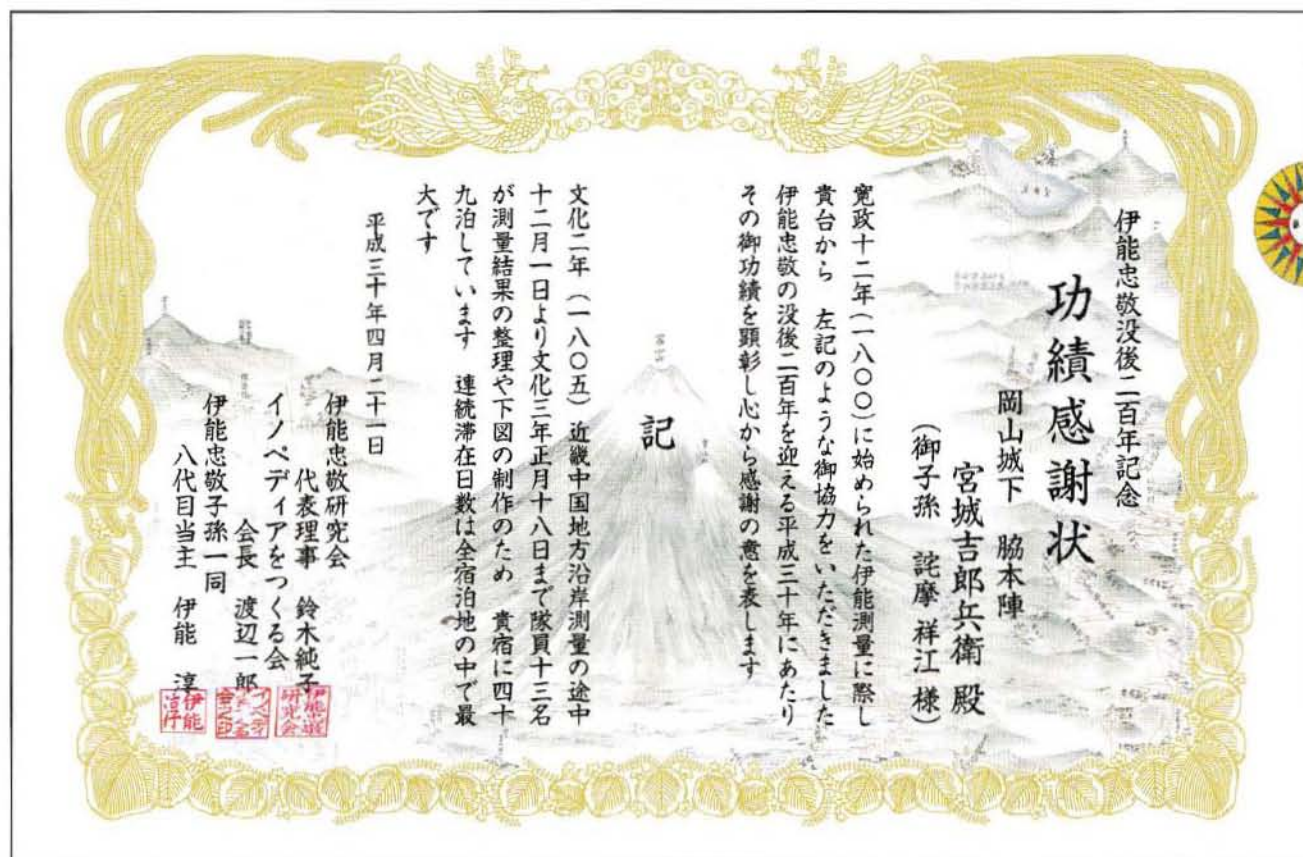 伊能忠敬没後二百年記念
功績感謝状
岡山城下　脇本陣
宮城吉郎兵衛 殿
（御子孫　詫摩 祥江 様）
寛政十二年（一八〇〇）に始められた伊能測量に際し
貴台から　左記のような御協力をいただきました
伊能忠敬の没後二百年を迎える平成三十年にあたり
その御功績を顕彰し心から感謝の意を表します
記
文化二年（一八〇五）近畿中国地方沿岸測量の途中
十二月一日より文化三年正月十八日まで隊員十三名
が測量結果の整理や下図の制作のため　貴宿に四十
九泊しています　連続滞在日数は全宿泊地の中で最
大です
平成三十年四月二十一日
伊能忠敬研究会
代表理事　鈴木純子
イノペディアをつくる会
会長　渡辺一郎
伊能忠敬子孫一同
八代目当主　伊能　淳